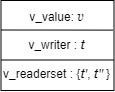 v_value: v
v_writer : t
v_readerset : {t', t" }